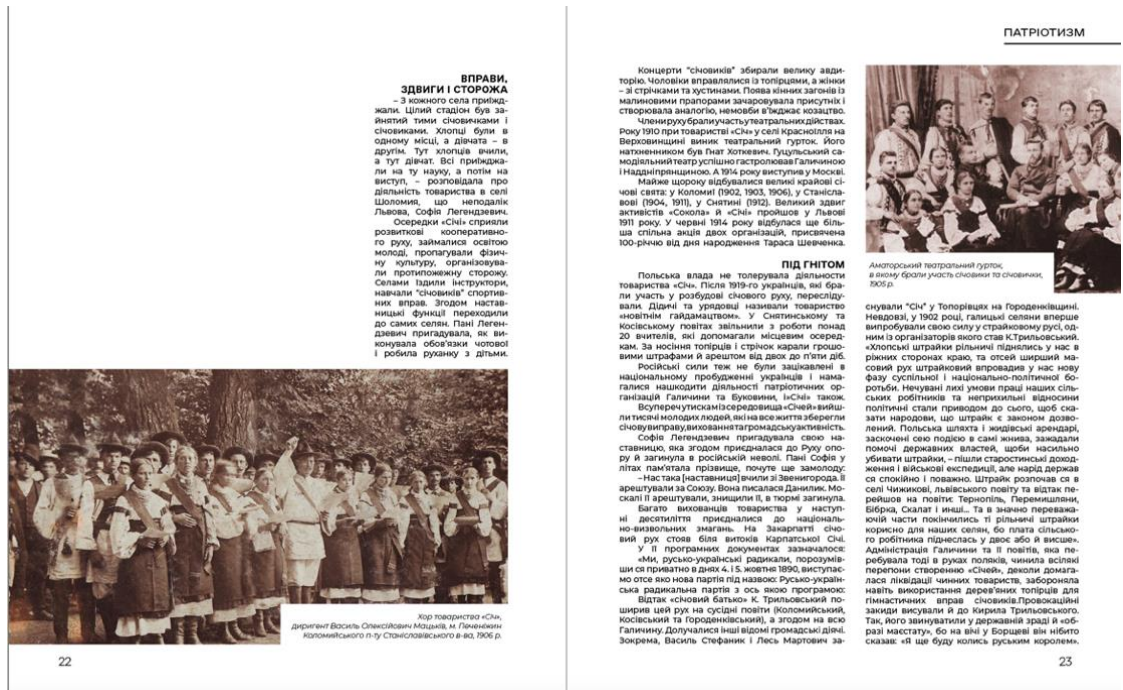 ВПРАВИ,
ЗДВИГИ І СТОРОЖА
– З кожного села приїжд-
жали. Цілий стадіон був за-
йнятий тими січовичками і
січовиками. Хлопці були в
одному місці, а дівчата – в
другім. Тут хлопців вчили,
а тут дівчат. Всі приїжджа-
ли на ту науку, а потім на
виступ, – розповідала про
діяльність товариства в селі
Шоломия, що неподалік
Львова, Софія Легендзевич.
Осередки «Січі» сприяли
розвиткові кооперативно-
го руху, займалися освітою
молоді, пропагували фізич-
ну культуру, організовува-
ли протипожежну сторожу.
Селами їздили інструктори,
навчали “січовиків” спортив-
них вправ. Згодом настав-
ницькі функції переходили
до самих селян. Пані Леген-
дзевич пригадувала, як ви-
конувала обов’язки чотової
і робила руханку з дітьми.
Хор товариства «Січ»,
диригент Василь Олексійович Мацьків, м. Печеніжин
Коломийського п-ту Станіславівського в-ва, 1906 р.
22
ПАТРІОТИЗМ
Концерти “січовиків” збирали велику авди-
торію. Чоловіки вправлялися із топірцями, а жінки
– зі стрічками та хустинами. Поява кінних загонів із
малиновими прапорами зачаровувала присутніх і
створювала аналогію, немовби в’їжджає козацтво.
Члени руху брали участь у театральних дійствах.
Року 1910 при товаристві «Січ» у селі Красноїлля на
Верховинщині виник театральний гурток. Його
натхненником був Гнат Хоткевич. Гуцульський са-
модіяльний театр успішно гастролював Галичиною
і Наддніпрянщиною. А 1914 року виступив у Москві.
Майже щороку відбувалися великі крайові сі-
чові свята: у Коломиї (1902, 1903, 1906), у Станісла-
вові (1904, 1911), у Снятині (1912). Великий здвиг
активістів «Сокола» й «Січі» пройшов у Львові
1911 року. У червні 1914 року відбулася ще біль-
ша спільна акція двох організацій, присвячена
100-річчю від дня народження Тараса Шевченка.
ПІД ГНІТОМ
Польська влада не толерувала діяльности
товариства «Січ». Після 1919-го українців, які бра-
ли участь у розбудові січового руху, пересліду-
вали. Дідичі та урядовці називали товариство
«новітнім гайдамацтвом». У Снятинському та
Косівському повітах звільнили з роботи понад
20 вчителів, які допомагали місцевим осеред-
кам. За носіння топірців і стрічок карали грошо-
вими штрафами й арештом від двох до п’яти діб.
Російські сили теж не були зацікавлені в
національному пробудженні українців і нама-
галися нашкодити діяльності патріотичних ор-
ганізацій Галичини та Буковини, і»Січі» також.
Всупереч утискам із середовища «Січей» вийш-
ли тисячі молодих людей, які на все життя зберегли
січову виправу, виховання та громадську активність.
Софія Легендзевич пригадувала свою на-
ставницю, яка згодом приєдналася до Руху опо-
ру й загинула в російській неволі. Пані Софія у
літах пам’ятала прізвище, почуте ще замолоду:
– Нас така [наставниця] вчили зі Звенигорода. Її
арештували за Союзу. Вона писалася Данилик. Мо-
скалі її арештували, знищили її, в тюрмі загинула.
Багато вихованців товариства у наступ-
ні десятиліття приєдналися до національ-
но-визвольних змагань. На Закарпатті січо-
вий рух стояв біля витоків Карпатської Січі.
У її програмних документах зазначалося:
«Ми, русько-українські радикали, порозумів-
ши ся приватно в днях 4. і 5. жовтня 1890, виступає-
мо отсе яко нова партія під назвою: Русько-україн-
ська радикальна партія з ось якою програмою:
Відтак «січовий батько» К. Трильовський по-
ширив цей рух на сусідні повіти (Коломийський,
Косівський та Городенківський), а згодом на всю
Галичину. Долучалися інші відомі громадські діячі.
Зокрема, Василь Стефаник і Лесь Мартович за-
Аматорський театральний гурток,
в якому брали участь січовики та січовички,
1905 р.
снували “Січ” у Топорівцях на Городенківщині.
Невдовзі, у 1902 році, галицькі селяни вперше
випробували свою силу у страйковому русі, од-
ним із організаторів якого став К.Трильовський.
«Хлопські штрайки рільничі піднялись у нас в
ріжних сторонах краю, та отсей ширший ма-
совий рух штрайковий впровадив у нас нову
фазу суспільної і національно-політичної бо-
ротьби. Нечувані лихі умови праці наших сіль-
ських робітників та неприхильні відносини
політичні стали приводом до сього, щоб ска-
зати народови, що штрайк є законом дозво-
лений. Польська шляхта і жидівські арендарі,
заскочені сею подією в самі жнива, зажадали
помочі державних властей, щоби насильно
убивати штрайки, – пішли старостинські доход-
ження і військові експедиції, але нарід держав
ся спокійно і поважно. Штрайк розпочав ся в
селі Чижикові, львівського повіту та відтак пе-
рейшов на повіти: Тернопіль, Перемишляни,
Бібрка, Скалат і инші... Та в значно переважа-
ючій части покінчились ті рільничі штрайки
корисно для наших селян, бо плата сільсько-
го робітника піднеслась у двоє або й висше».
Адміністрація Галичини та її повітів, яка пе-
ребувала тоді в руках поляків, чинила всілякі
перепони створенню «Січей», деколи домага-
лася ліквідації чинних товариств, забороняла
навіть використання дерев’яних топірців для
гімнастичних вправ січовиків.Провокаційні
закиди висували й до Кирила Трильовського.
Так, його звинуватили у державній зраді й «об-
разі маєстату», бо на вічі у Борщеві він нібито
сказав: «Я ще буду колись руським королем».
23